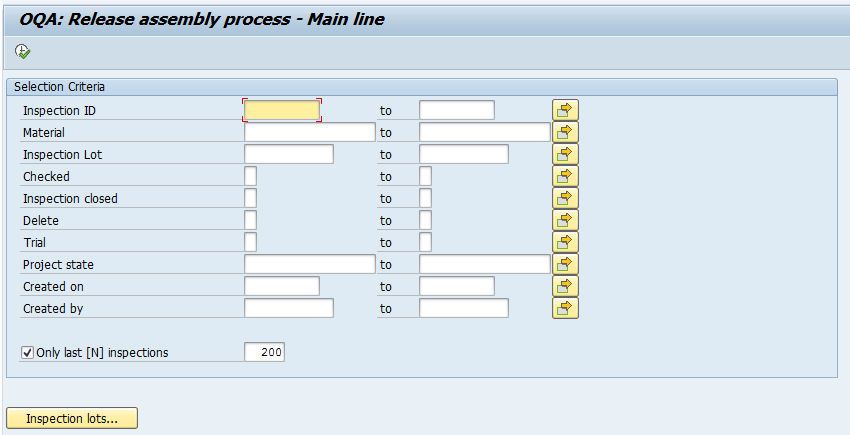 OQA: Release assembly process - Main line
Selection Criteria
Inspection ID to
Material to
Inspection Lot to
Checked to
Inspection closed to
Delete to
Trial to
Project state to
Created on to
Created by to
Only last [N] inspections 200
Inspection lots...